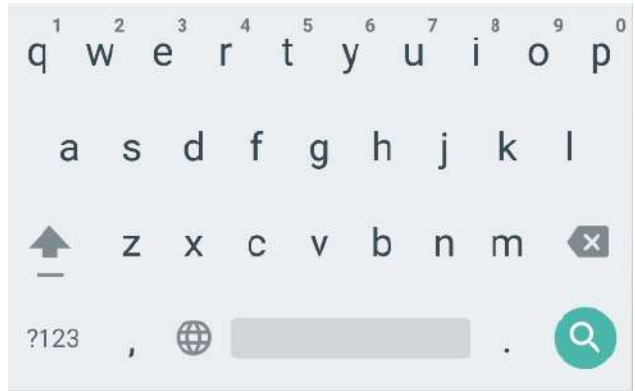 1 2 3 4 5 6 7 8 9 0
q w e r t y u i o p
a s d f g h j k l
z x c v b n m
?123 , .